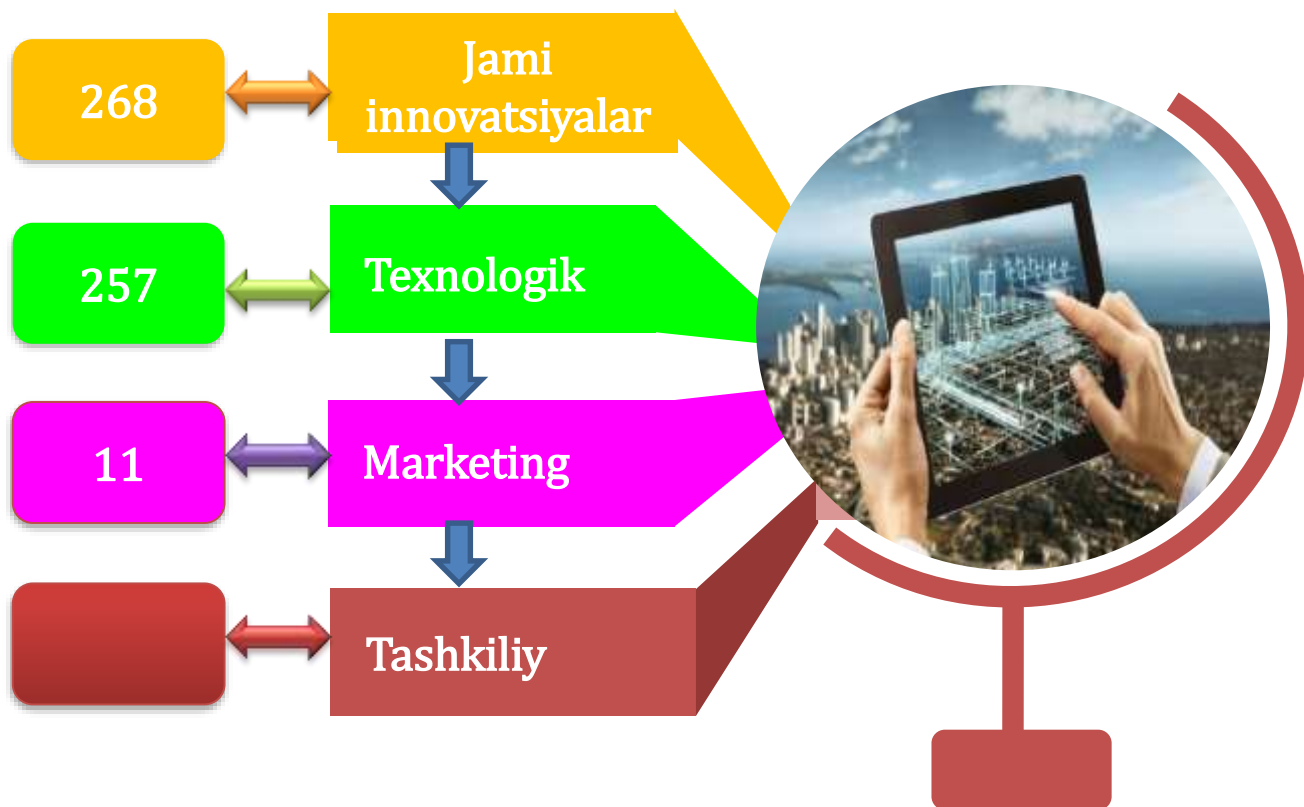 268
Jami
innovatsiyalar
257
Texnologik
11
Marketing
Tashkiliy